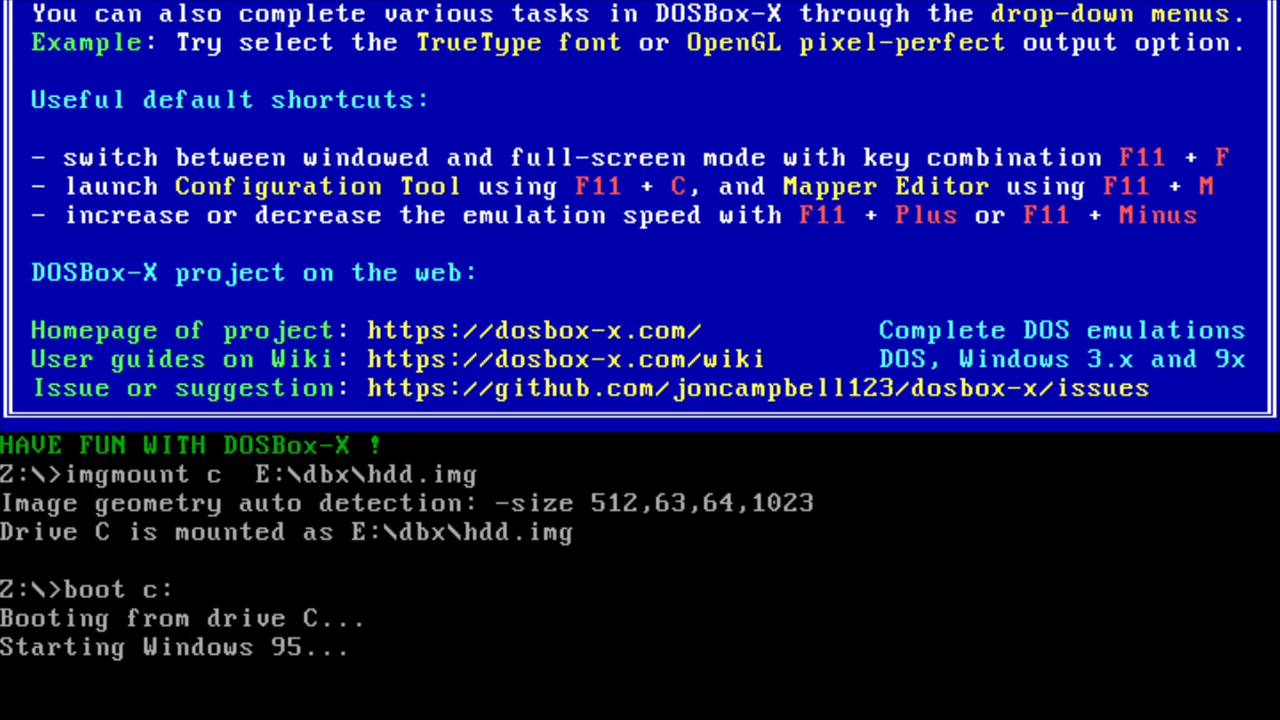 You can also complete various tasks in DOSBox-X through the drop-down menus.
Example: Try select the TrueType font or OpenGL pixel-perfect output option.
Useful default shortcuts:
- switch between windowed and full-screen mode with key combination F11 + F
- launch Configuration Tool using F11 + C, and Mapper Editor using F11 + M
- increase or decrease the emulation speed with F11 + Plus or F11 + Minus
DOSBox-X project on the web:
Homepage of project: https://dosbox-x.com/ Complete DOS emulations
User guides on Wiki: https://dosbox-x.com/wiki DOS, Windows 3.x and 9x
Issue or suggestion: https://github.com/joncampbell123/dosbox-x/issues
HAVE FUN WITH DOSBox-X !
Z:\>imgmount c  E:\dbx\hdd.img
Image geometry auto detection: -size 512,63,64,1023
Drive C is mounted as E:\dbx\hdd.img
Z:\>boot c:
Booting from drive C...
Starting Windows 95...